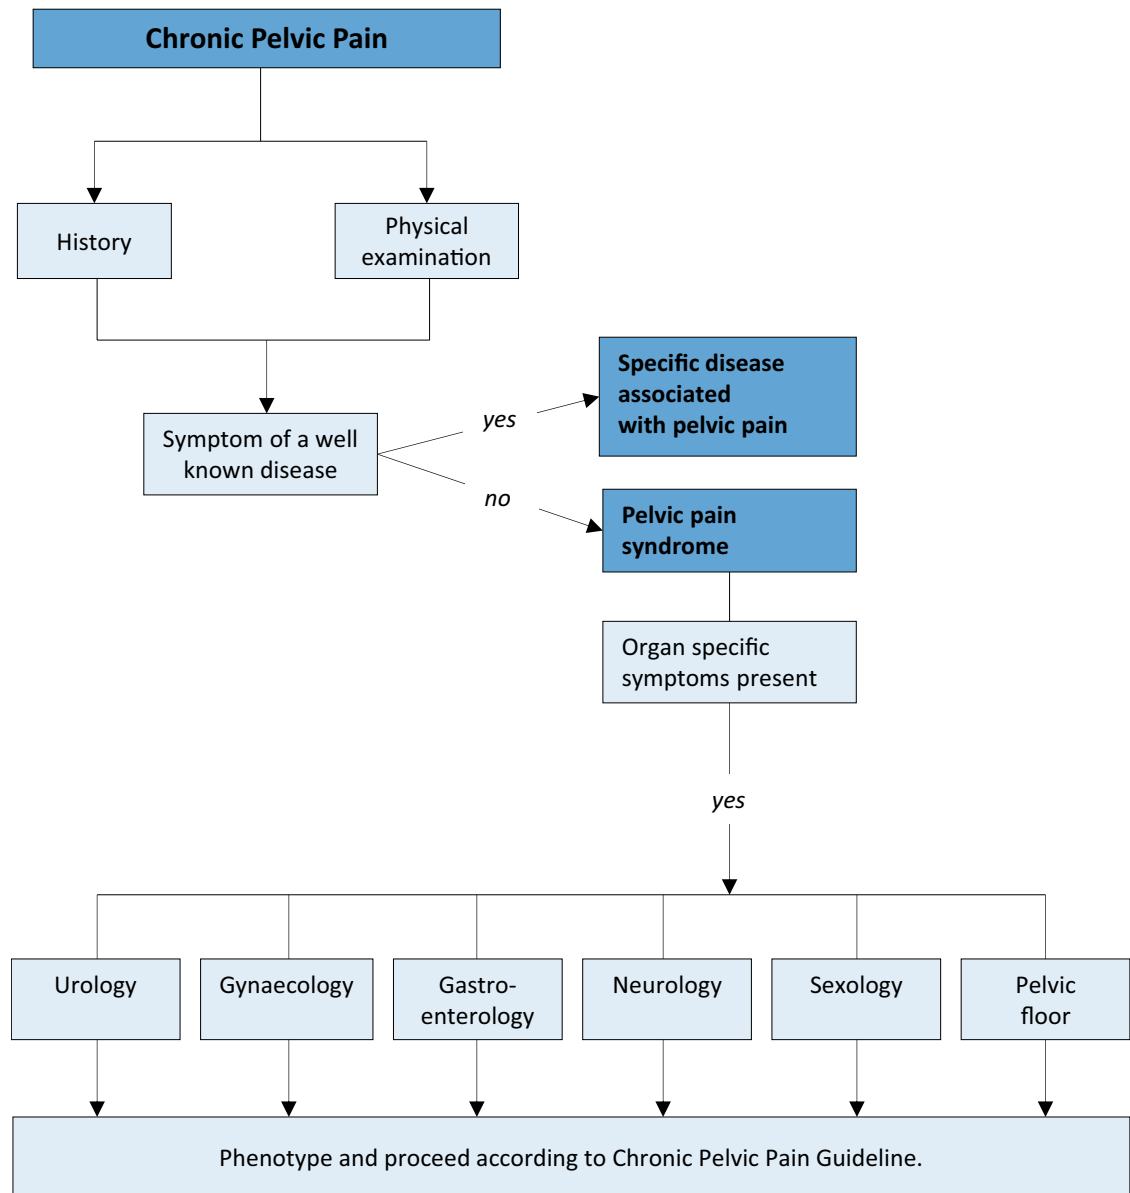 Chronic Pelvic Pain
History
Physical
examination
Symptom of a well
known disease
yes
Specific disease
associated
with pelvic pain
no
Pelvic pain
syndrome
Organ specific
symptoms present
yes
Urology
Gynaecology
Gastro-
enterology
Neurology
Sexology
Pelvic
floor
Phenotype and proceed according to Chronic Pelvic Pain Guideline.